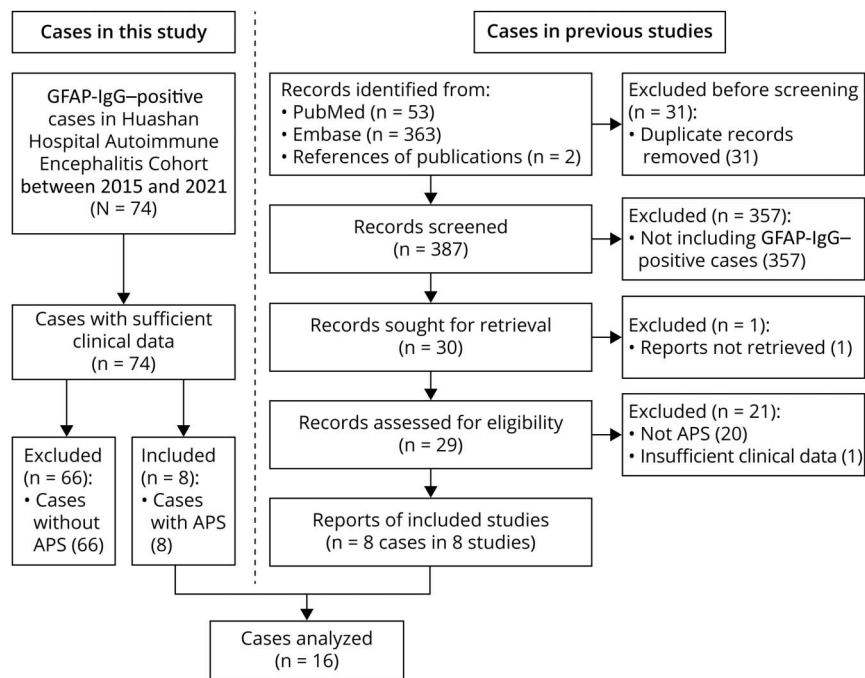 Cases in this study
GFAP-IgG–positive
cases in Huashan
Hospital Autoimmune
Encephalitis Cohort
between 2015 and 2021
(N = 74)
Cases with sufficient
clinical data
(n = 74)
Excluded
(n = 66):
• Cases
without
APS (66)
Included
(n = 8):
• Cases
with APS
(8)
Cases in previous studies
Records identified from:
• PubMed (n = 53)
• Embase (n = 363)
• References of publications (n = 2)
Excluded before screening
(n = 31):
• Duplicate records
removed (31)
Records screened
(n = 387)
Excluded (n = 357):
• Not including GFAP-IgG–
positive cases (357)
Records sought for retrieval
(n = 30)
Excluded (n = 1):
• Reports not retrieved (1)
Records assessed for eligibility
(n = 29)
Excluded (n = 21):
• Not APS (20)
• Insufficient clinical data (1)
Reports of included studies
(n = 8 cases in 8 studies)
Cases analyzed
(n = 16)